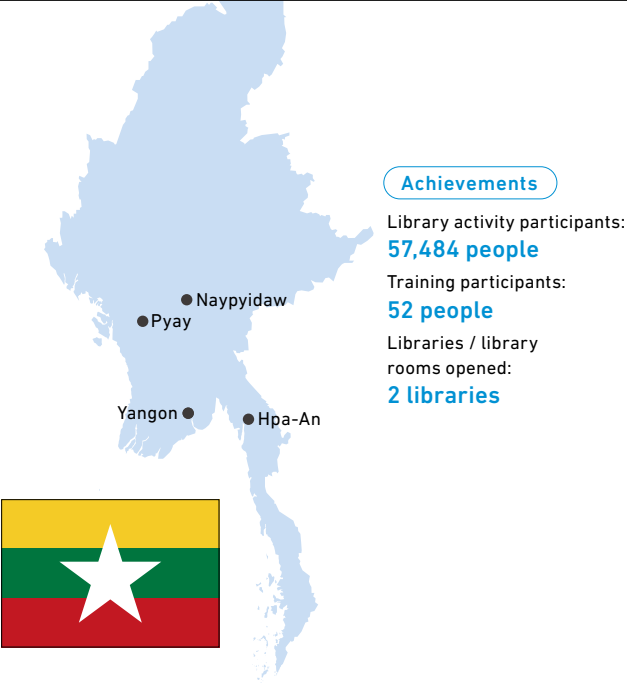 Achievements
Library activity participants:
57,484 people
Training participants:
52 people
Libraries / library
rooms opened:
2 libraries
Naypyidaw
Pyay
Yangon
Hpa-An